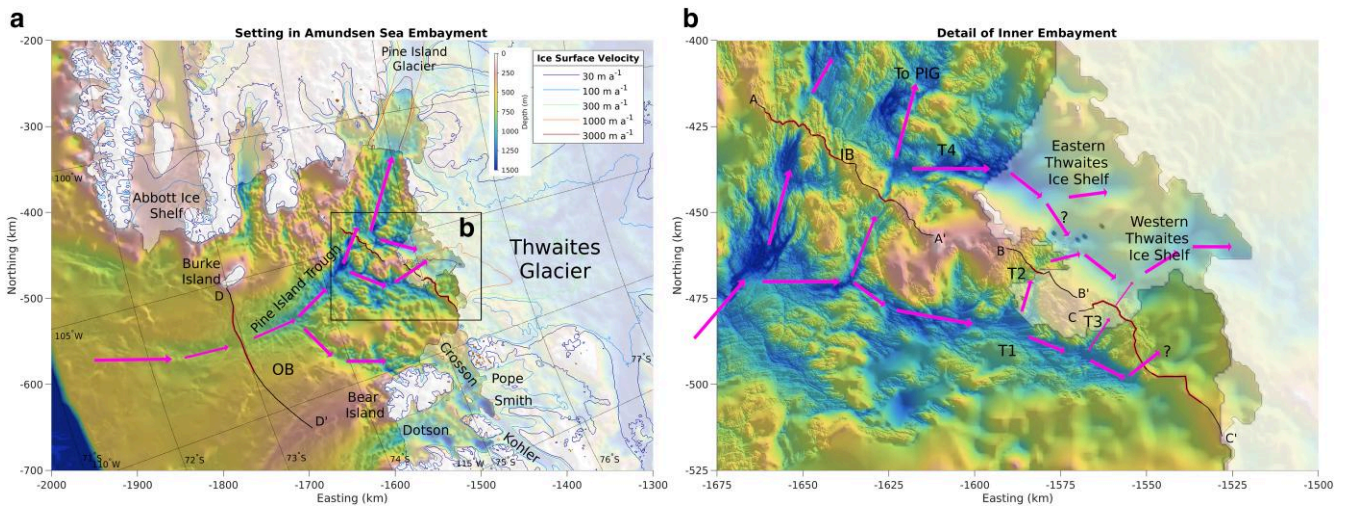 a
Setting in Amundsen Sea Embayment
Pine Island
Glacier
Ice Surface Velocity
30 m a⁻¹
100 m a⁻¹
300 m a⁻¹
1000 m a⁻¹
3000 m a⁻¹
0
250
500
750
1000
1250
1500
Depth (m)
100°W
Abbott Ice
Shelf
b
Thwaites
Glacier
Burke
Island
D
Pine Island Trough
105°W
77°S
OB
Crosson
Pope
Smith
Bear
Island
D'
Dotson
Kohler
71°S
110°W
72°S
73°S
74°S
115°W
75°S
76°S
-200
-300
-400
-500
-600
-700
Northing (km)
-2000
-1900
-1800
-1700
-1600
-1500
-1400
-1300
Easting (km)
b
Detail of Inner Embayment
To PIG
A
IB
T4
Eastern
Thwaites
Ice Shelf
?
Western
Thwaites
Ice Shelf
A'
B
T2
B'
C
T3
T1
?
C'
-400
-425
-450
-475
-500
-525
Northing (km)
-1675
-1650
-1625
-1600
-1575
-1550
-1525
-1500
Easting (km)